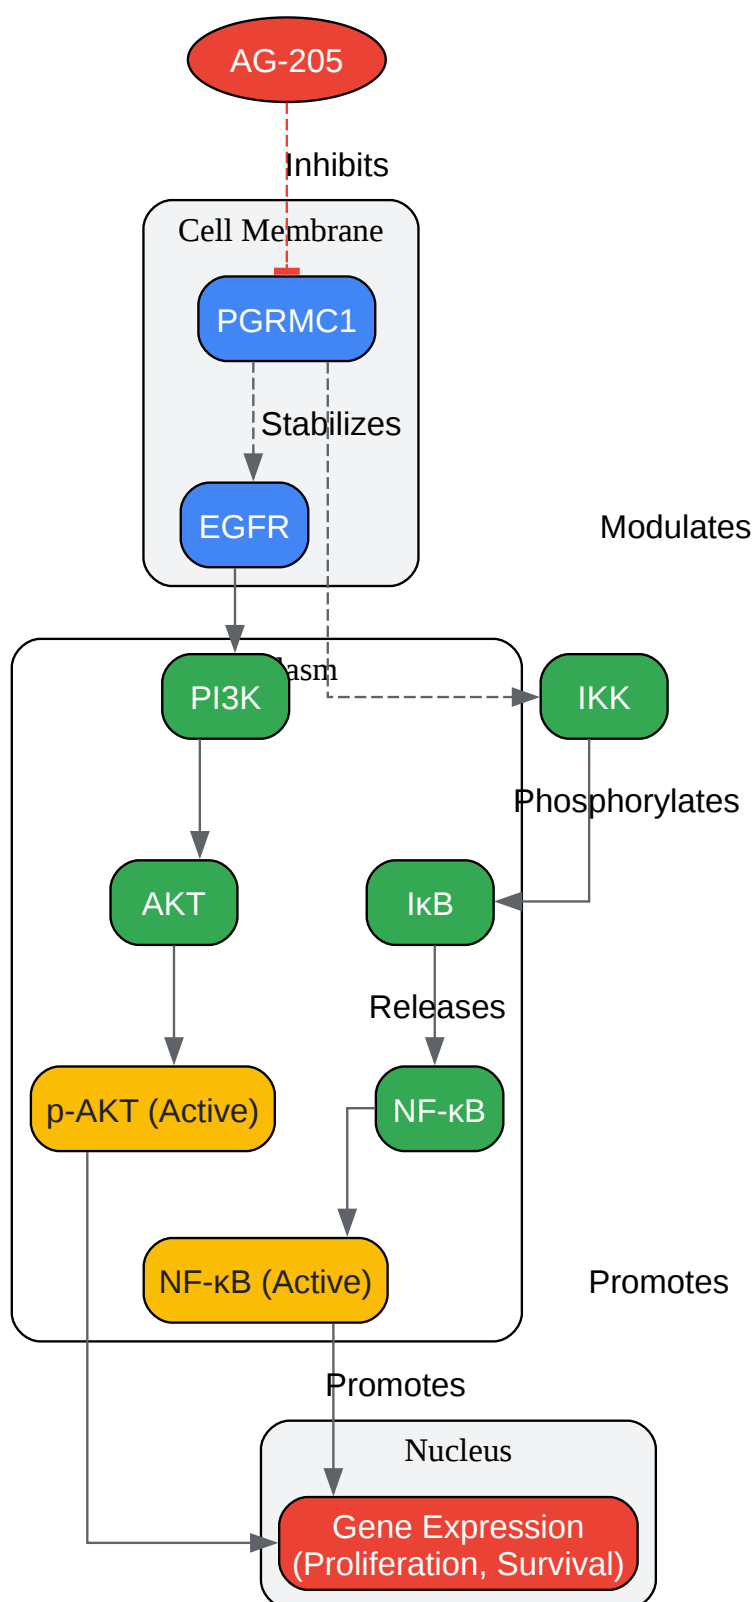 AG-205
Inhibits
Cell Membrane
PGRMC1
Stabilizes
EGFR
Modulates
PI3K
IKK
Phosphorylates
AKT
IκB
Releases
p-AKT (Active)
NF-κB
NF-κB (Active)
Promotes
Promotes
Nucleus
Gene Expression
(Proliferation, Survival)